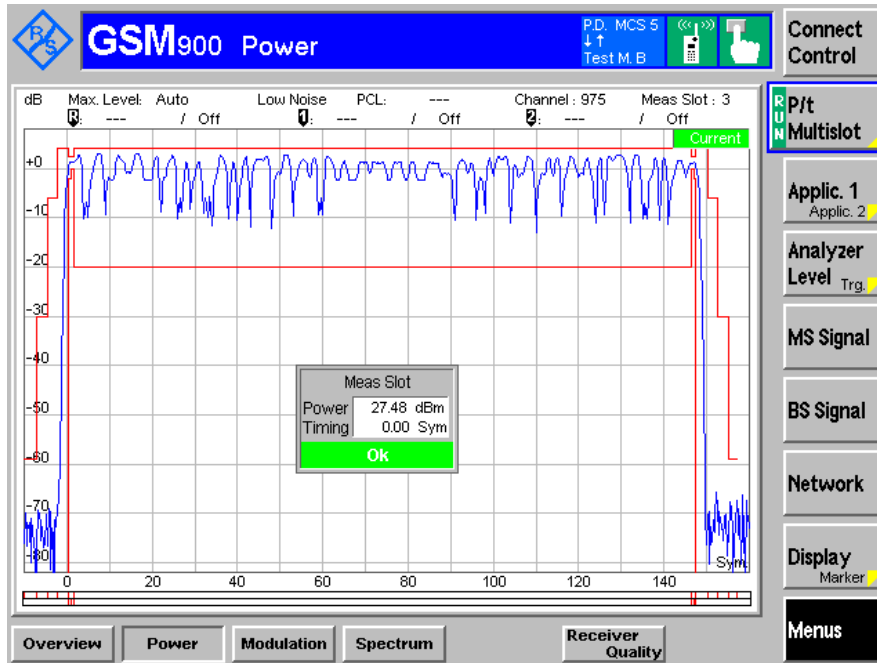 R/S
GSM900 Power
P.D. MCS 5
↓↑
Test M. B
Connect Control
dB Max. Level: Auto Low Noise PCL: --- Channel : 975 Meas Slot : 3
R: --- / Off 1: --- / Off 2: --- / Off
Current
RUN
P/t Multislot
Applic. 1
Applic. 2
Analyzer Level Trg.
MS Signal
BS Signal
Network
Display
Marker
Menus
+0
-10
-20
-30
-40
-50
-60
-70
-80
Meas Slot
Power 27.48 dBm
Timing 0.00 Sym
Ok
Sym.
0 20 40 60 80 100 120 140
Overview Power Modulation Spectrum Receiver Quality